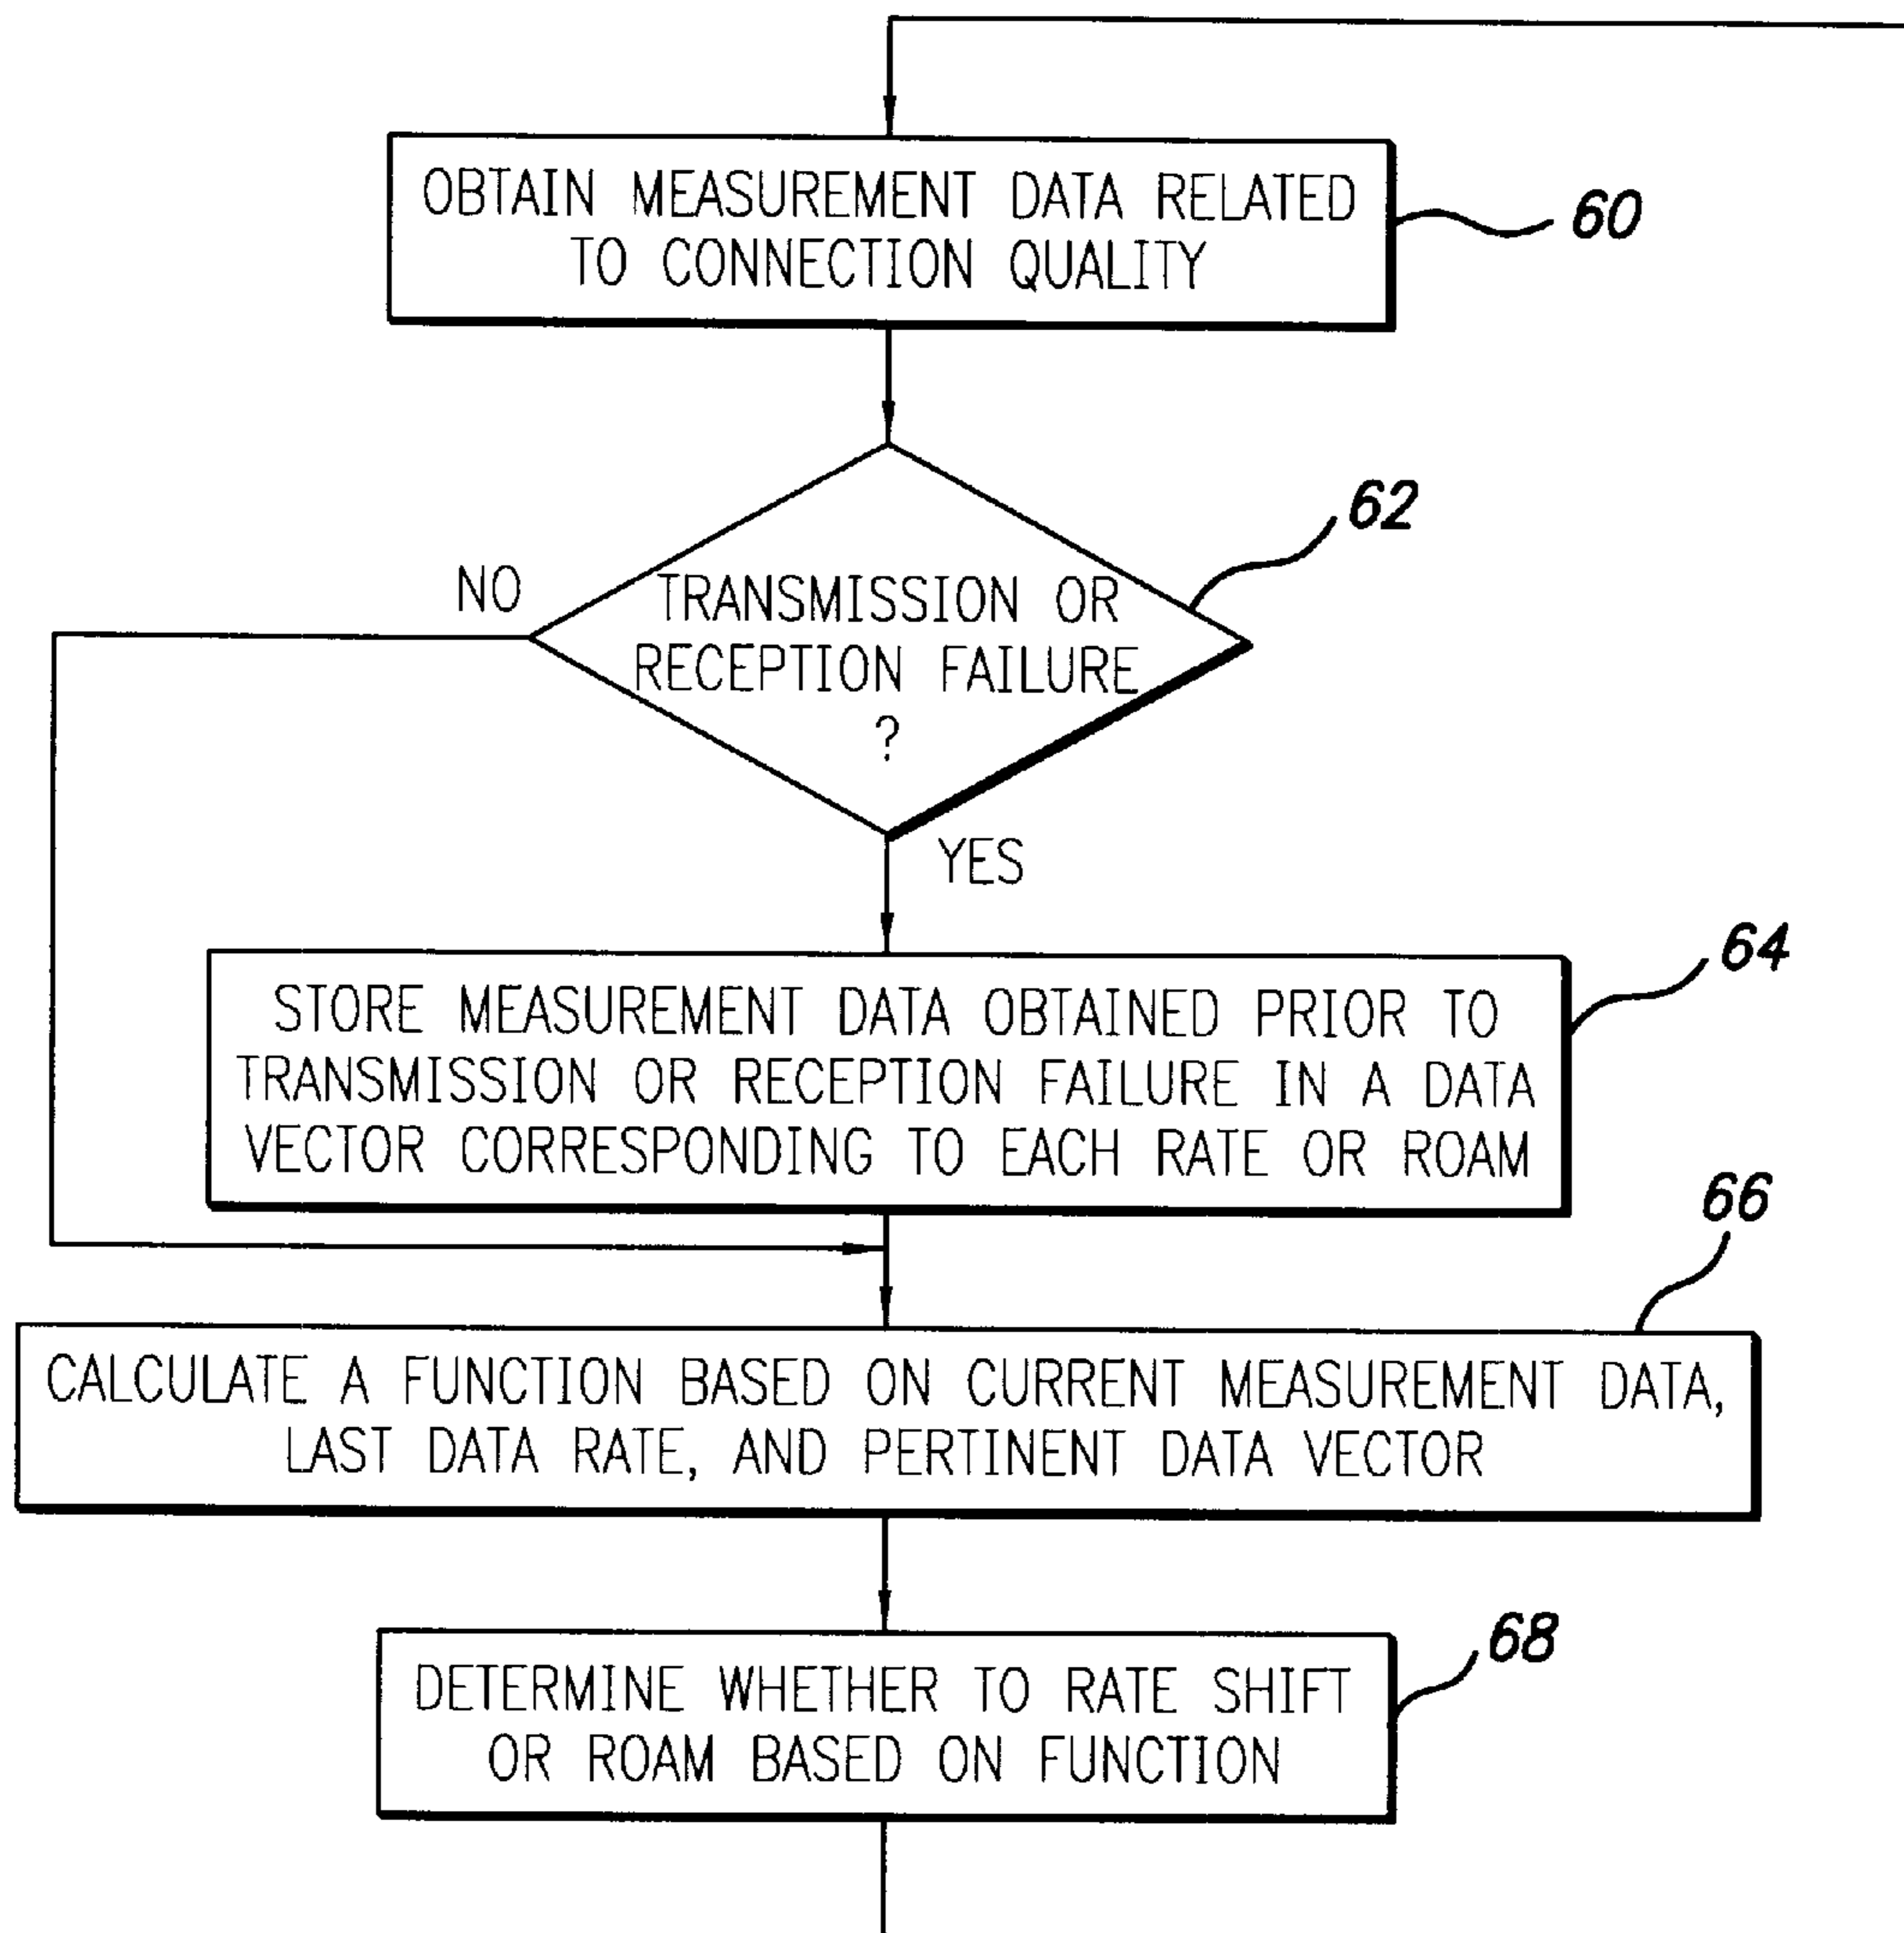 OBTAIN MEASUREMENT DATA RELATED
TO CONNECTION QUALITY
60
62
NO
TRANSMISSION OR
RECEPTION FAILURE
?
YES
64
STORE MEASUREMENT DATA OBTAINED PRIOR TO
TRANSMISSION OR RECEPTION FAILURE IN A DATA
VECTOR CORRESPONDING TO EACH RATE OR ROAM
66
CALCULATE A FUNCTION BASED ON CURRENT MEASUREMENT DATA,
LAST DATA RATE, AND PERTINENT DATA VECTOR
68
DETERMINE WHETHER TO RATE SHIFT
OR ROAM BASED ON FUNCTION